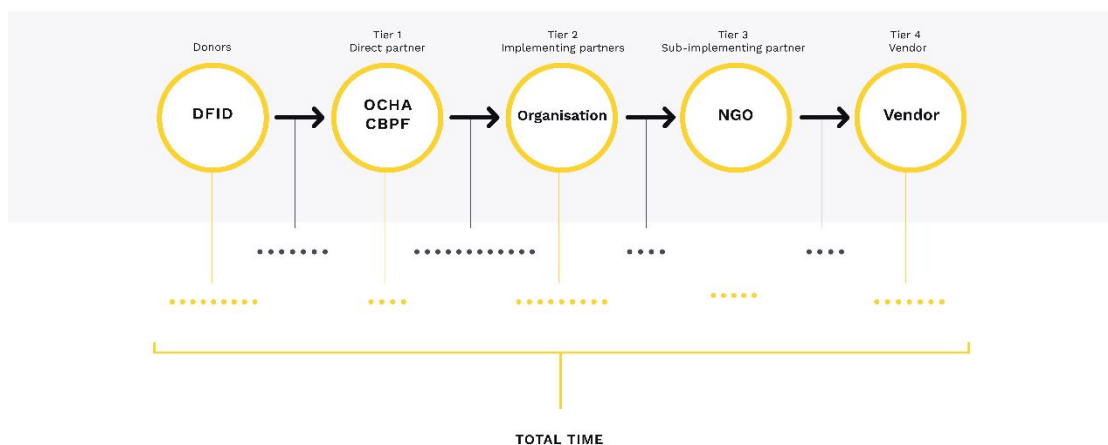 Donors
Tier 1
Direct partner
Tier 2
Implementing partners
Tier 3
Sub-implementing partner
Tier 4
Vendor
DFID
OCHA
CBPF
Organisation
NGO
Vendor
TOTAL TIME